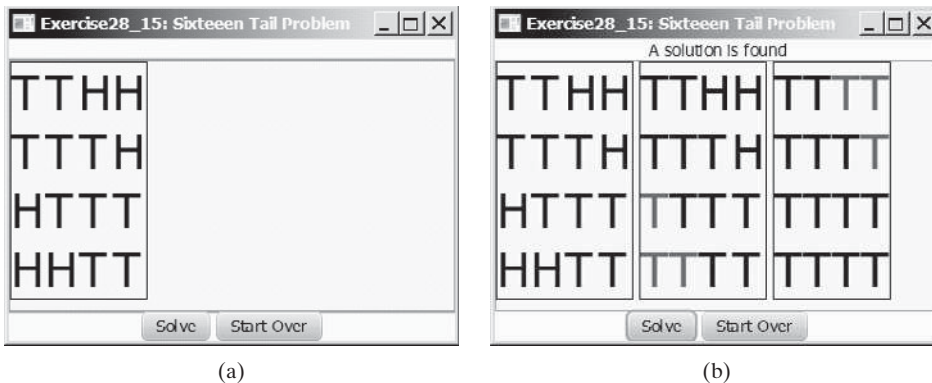 Exercise28_15: Sixteeen Tail Problem
TTHH
TTTH
HTTT
HHTT
Solve Start Over
(a)
Exercise28_15: Sixteeen Tail Problem
A solution is found
TTHH TTHH TTTT
TTTH TTTH TTTT
HTTT TTTT TTTT
HHTT TTTT TTTT
Solve Start Over
(b)